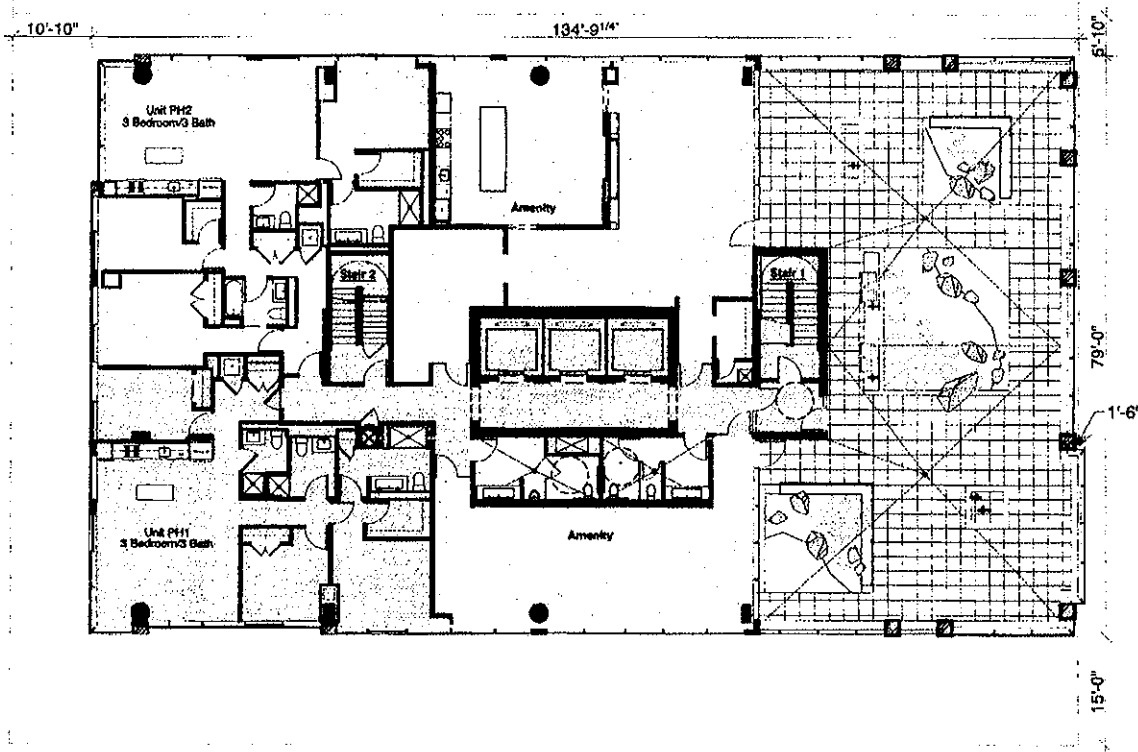 10'-10"
134'-9 1/4"
5'-10"
Unit PH2
3 Bedroom/3 Bath
Amenity
Stair 2
Stair 1
79'-0"
1'-6"
Unit PH1
3 Bedroom/3 Bath
Amenity
15'-0"